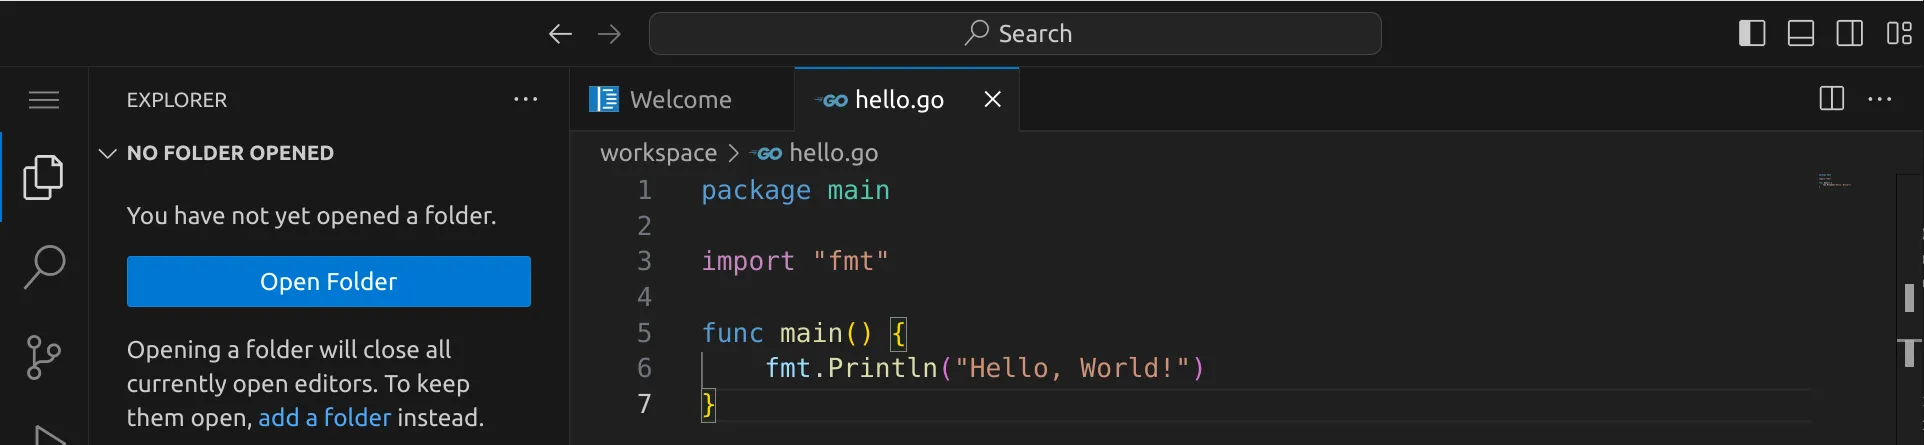 Search
EXPLORER
NO FOLDER OPENED
You have not yet opened a folder.
Open Folder
Opening a folder will close all
currently open editors. To keep
them open, add a folder instead.
Welcome
GO hello.go
workspace > GO hello.go
1 package main
2
3 import "fmt"
4
5 func main() {
6     fmt.Println("Hello, World!")
7 }